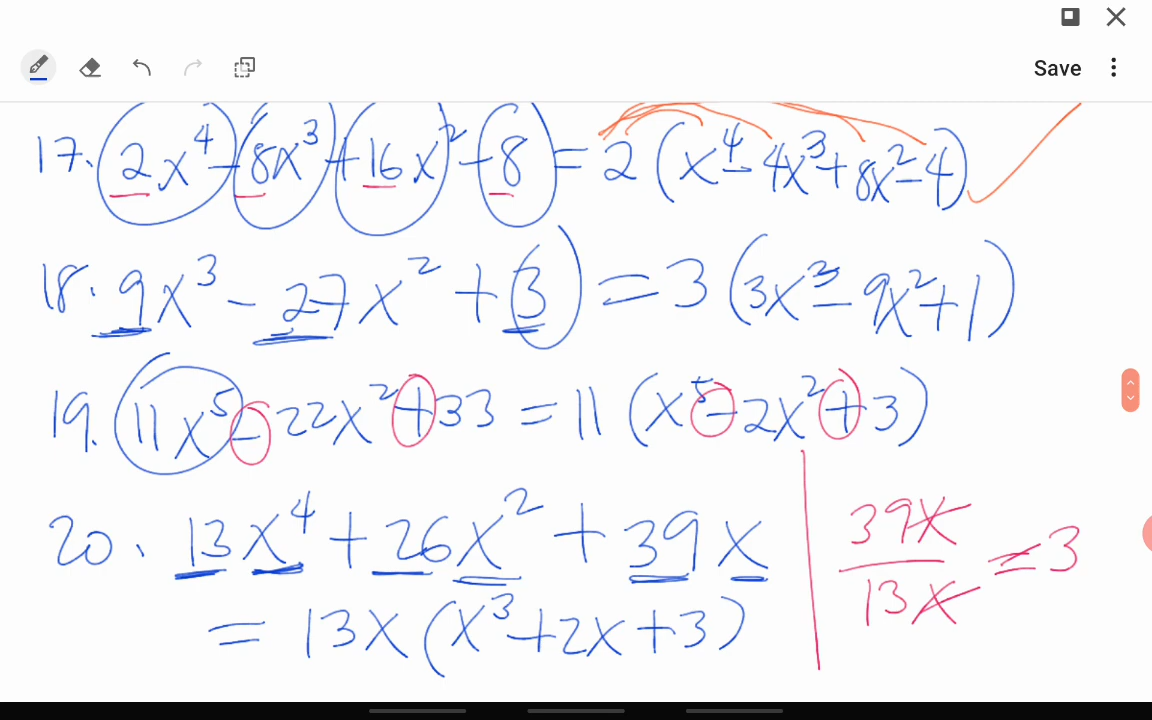 Save
17. 2x⁴ - 8x³ + 16x² - 8 = 2 (x⁴ - 4x³ + 8x² - 4)
18. 9x³ - 27x² + 3 = 3 (3x³ - 9x² + 1)
19. 11x⁵ - 22x² + 33 = 11 (x⁵ - 2x² + 3)
20. 13x⁴ + 26x² + 39x
= 13x (x³ + 2x + 3)
39x / 13x = 3